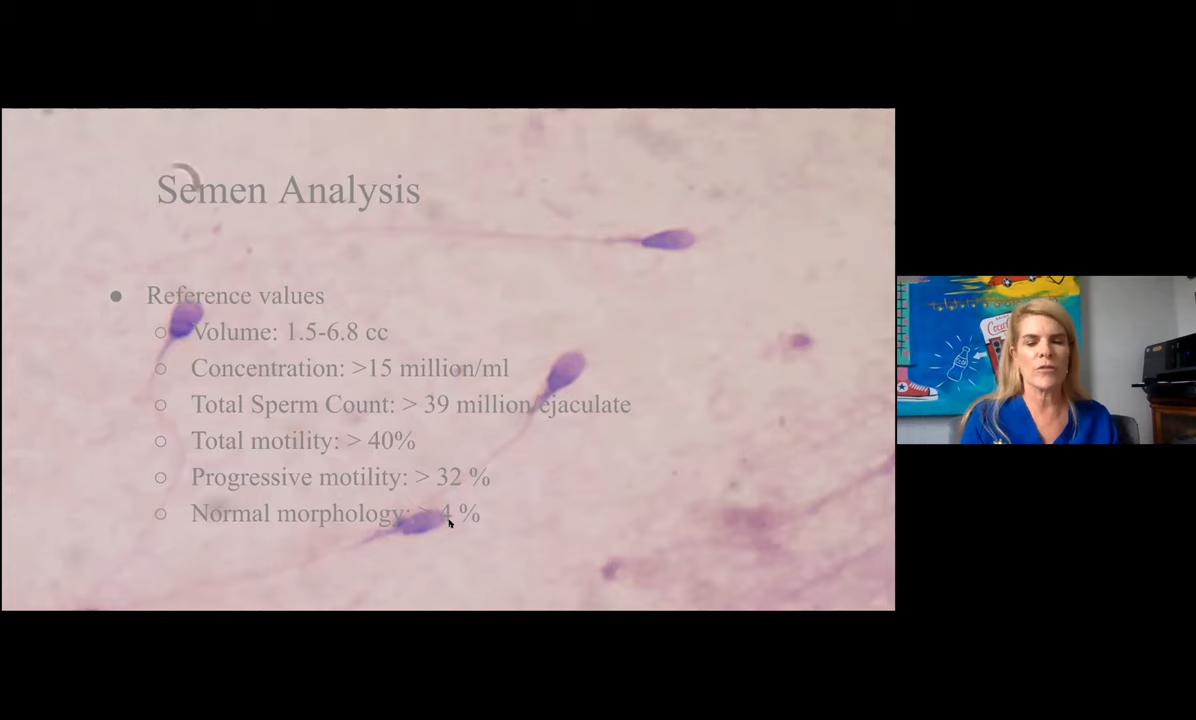 Semen Analysis
● Reference values
○ Volume: 1.5-6.8 cc
○ Concentration: >15 million/ml
○ Total Sperm Count: > 39 million/ejaculate
○ Total motility: > 40%
○ Progressive motility: > 32 %
○ Normal morphology: > 4 %